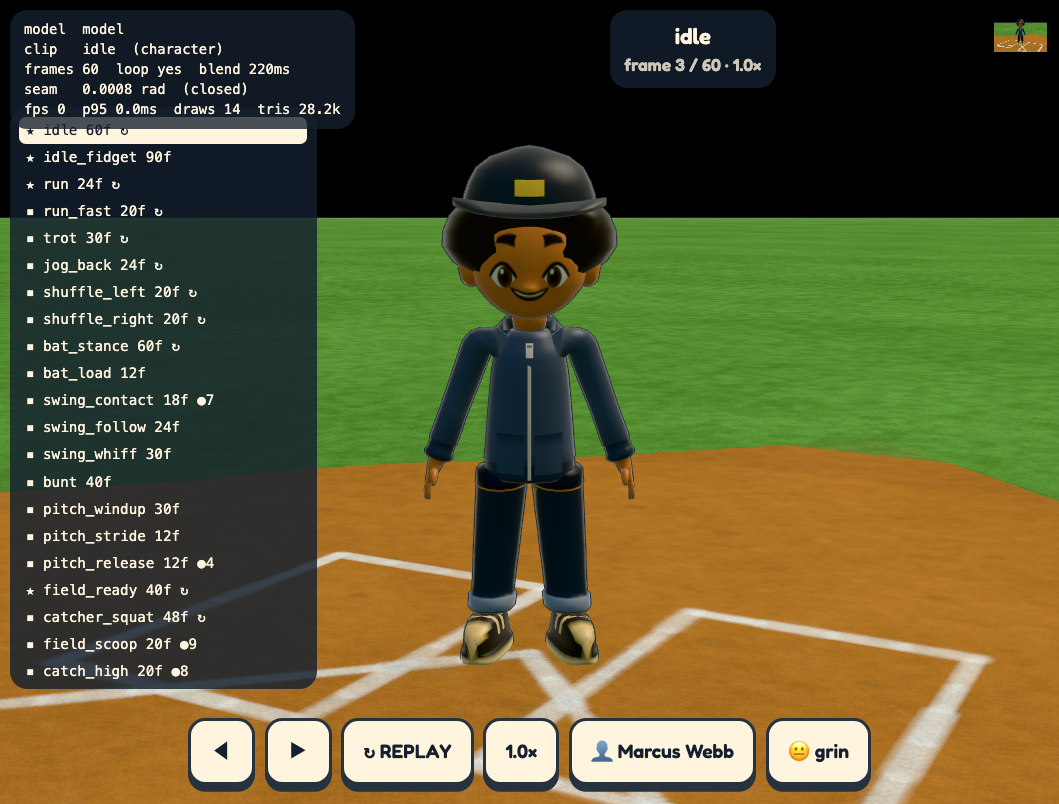 model  model
clip   idle  (character)
frames 60  loop yes  blend 220ms
seam   0.0008 rad  (closed)
fps 0  p95 0.0ms  draws 14  tris 28.2k
★ idle 60f ↻
★ idle_fidget 90f
★ run 24f ↻
▪ run_fast 20f ↻
▪ trot 30f ↻
▪ jog_back 24f ↻
▪ shuffle_left 20f ↻
▪ shuffle_right 20f ↻
▪ bat_stance 60f ↻
▪ bat_load 12f
▪ swing_contact 18f ●7
▪ swing_follow 24f
▪ swing_whiff 30f
▪ bunt 40f
▪ pitch_windup 30f
▪ pitch_stride 12f
▪ pitch_release 12f ●4
★ field_ready 40f ↻
▪ catcher_squat 48f ↻
▪ field_scoop 20f ●9
▪ catch_high 20f ●8
idle
frame 3 / 60 · 1.0×
◀ ▶ ↻ REPLAY 1.0× 👤 Marcus Webb 😐 grin